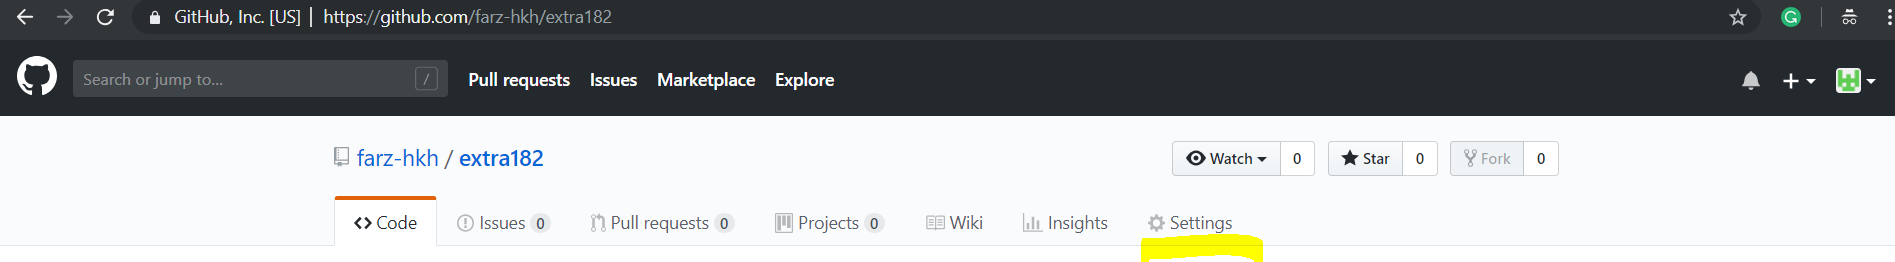 GitHub, Inc. [US] | https://github.com/farz-hkh/extra182
Search or jump to... / Pull requests Issues Marketplace Explore
farz-hkh / extra182 Watch 0 Star 0 Fork 0
Code Issues 0 Pull requests 0 Projects 0 Wiki Insights Settings